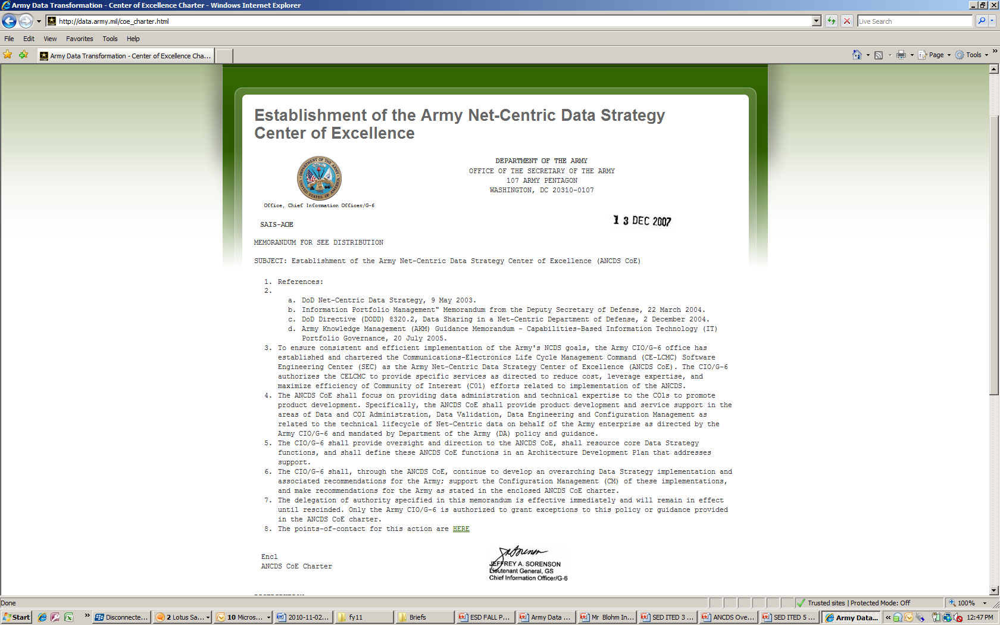 Army Data Transformation - Center of Excellence Charter - Windows Internet Explorer
http://data.army.mil/coe_charter.html
Live Search
File Edit View Favorites Tools Help
Army Data Transformation - Center of Excellence Cha...
Page Tools »
Establishment of the Army Net-Centric Data Strategy
Center of Excellence
DEPARTMENT OF THE ARMY
OFFICE OF THE SECRETARY OF THE ARMY
107 ARMY PENTAGON
WASHINGTON, DC 20310-0107
DEPARTMENT OF THE ARMY
UNITED STATES OF AMERICA
Office, Chief Information Officer/G-6
SAIS-AOE
1 3 DEC 2007
MEMORANDUM FOR SEE DISTRIBUTION
SUBJECT: Establishment of the Army Net-Centric Data Strategy Center of Excellence (ANCDS CoE)
1. References:
2.
a. DoD Net-Centric Data Strategy, 9 May 2003.
b. Information Portfolio Management" Memorandum from the Deputy Secretary of Defense, 22 March 2004.
c. DoD Directive (DODD) 8320.2, Data Sharing in a Net-Centric Department of Defense, 2 December 2004.
d. Army Knowledge Management (AKM) Guidance Memorandum - Capabilities-Based Information Technology (IT)
Portfolio Governance, 20 July 2005.
3. To ensure consistent and efficient implementation of the Army's NCDS goals, the Army CIO/G-6 office has
established and chartered the Communications-Electronics Life Cycle Management Command (CE-LCMC) Software
Engineering Center (SEC) as the Army Net-Centric Data Strategy Center of Excellence (ANCDS CoE). The CIO/G-6
authorizes the CELCMC to provide specific services as directed to reduce cost, leverage expertise, and
maximize efficiency of Community of Interest (C01) efforts related to implementation of the ANCDS.
4. The ANCDS CoE shall focus on providing data administration and technical expertise to the COls to promote
product development. Specifically, the ANCDS CoE shall provide product development and service support in the
areas of Data and COI Administration, Data Validation, Data Engineering and Configuration Management as
related to the technical lifecycle of Net-Centric data on behalf of the Army enterprise as directed by the
Army CIO/G-6 and mandated by Department of the Army (DA) policy and guidance.
5. The CIO/G-6 shall provide oversight and direction to the ANCDS CoE, shall resource core Data Strategy
functions, and shall define these ANCDS CoE functions in an Architecture Development Plan that addresses
support.
6. The CIO/G-6 shall, through the ANCDS CoE, continue to develop an overarching Data Strategy implementation and
associated recommendations for the Army; support the Configuration Management (CM) of these implementations,
and make recommendations for the Army as stated in the enclosed ANCDS CoE charter.
7. The delegation of authority specified in this memorandum is effective immediately and will remain in effect
until rescinded. Only the Army CIO/G-6 is authorized to grant exceptions to this policy or guidance provided
in the ANCDS CoE charter.
8. The points-of-contact for this action are HERE
Encl
ANCDS CoE Charter
JEFFREY A. SORENSON
Lieutenant General, GS
Chief Information Officer/G-6
Done
Trusted sites | Protected Mode: Off
100%
Start » Disconnecte... 2 Lotus Sa... 10 Micros... 2010-11-02... fy11 Briefs ESD FALL P... Army Data ... Mr Blohm In... SED ITED 3 ... ANCDS Ove... SED ITED 5 ... Army Data... « 12:47 PM